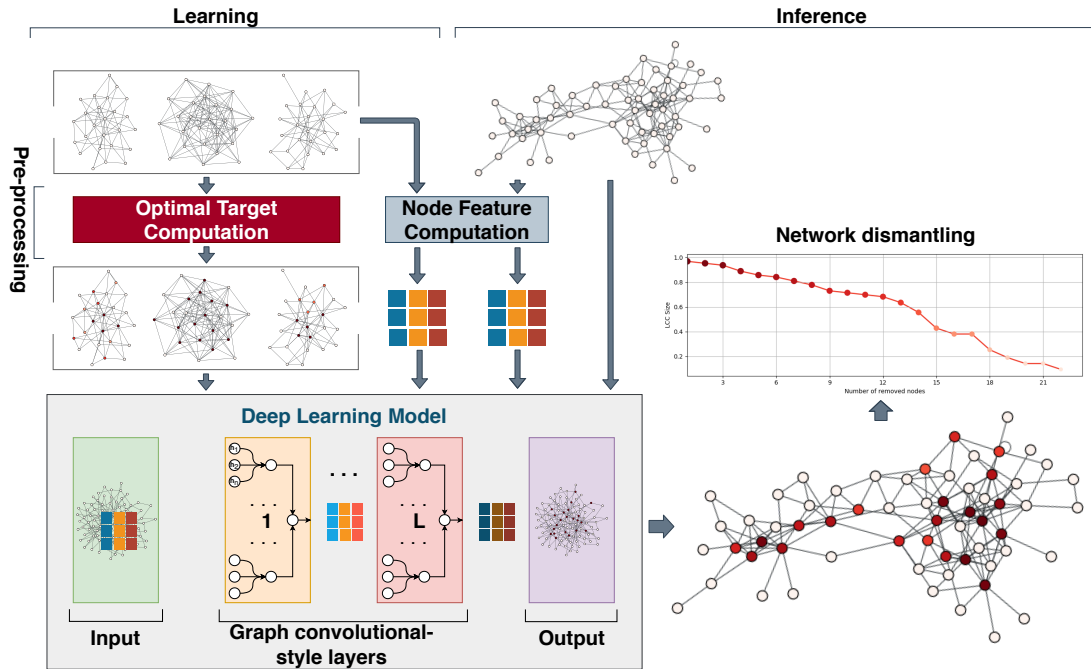 Learning
Inference
Pre-processing
Optimal Target
Computation
Node Feature
Computation
Network dismantling
1.0
0.8
0.6
0.4
0.2
LCC Size
3
6
9
12
15
18
21
Number of removed nodes
Deep Learning Model
h1
h2
. . .
. . .
1
. . .
. . .
L
. . .
Input
Graph convolutional-
style layers
Output